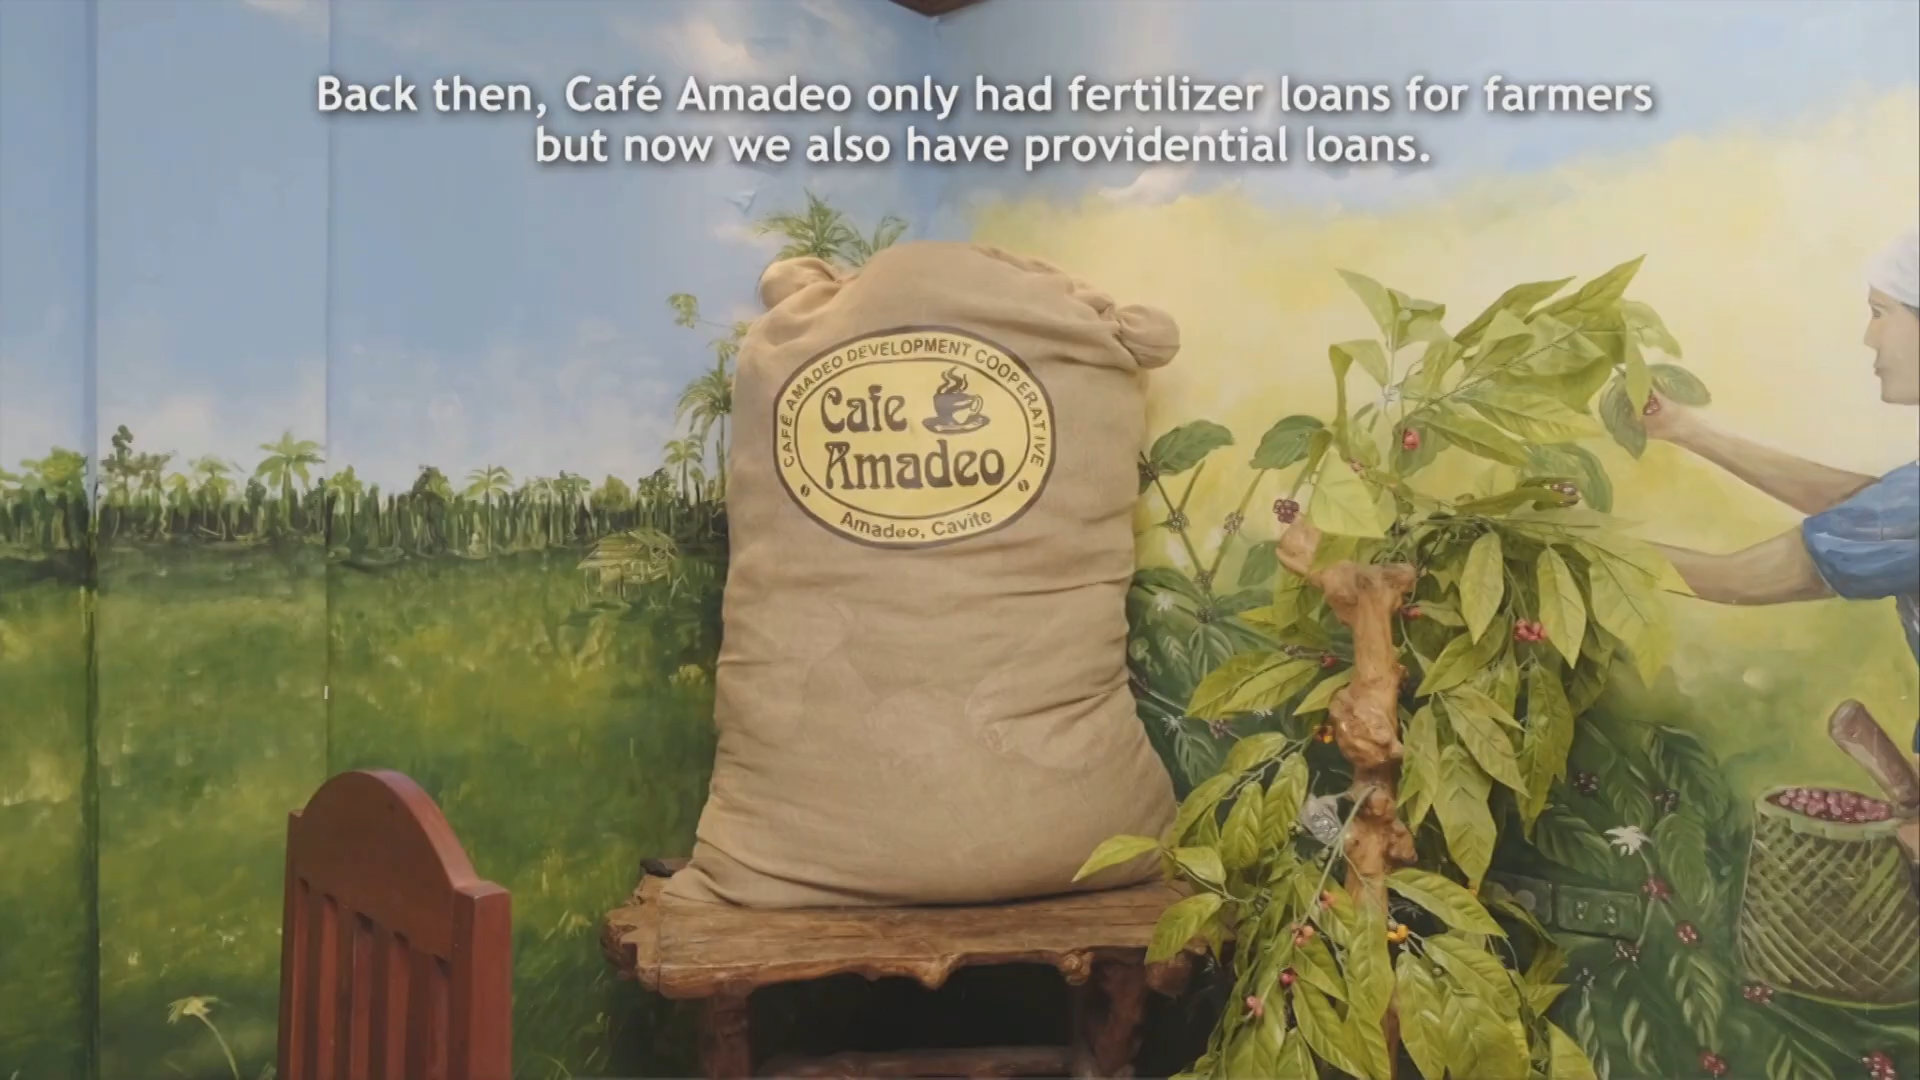 Back then, Café Amadeo only had fertilizer loans for farmers
but now we also have providential loans.
CAFÉ AMADEO DEVELOPMENT COOPERATIVE
Cafe
Amadeo
Amadeo, Cavite